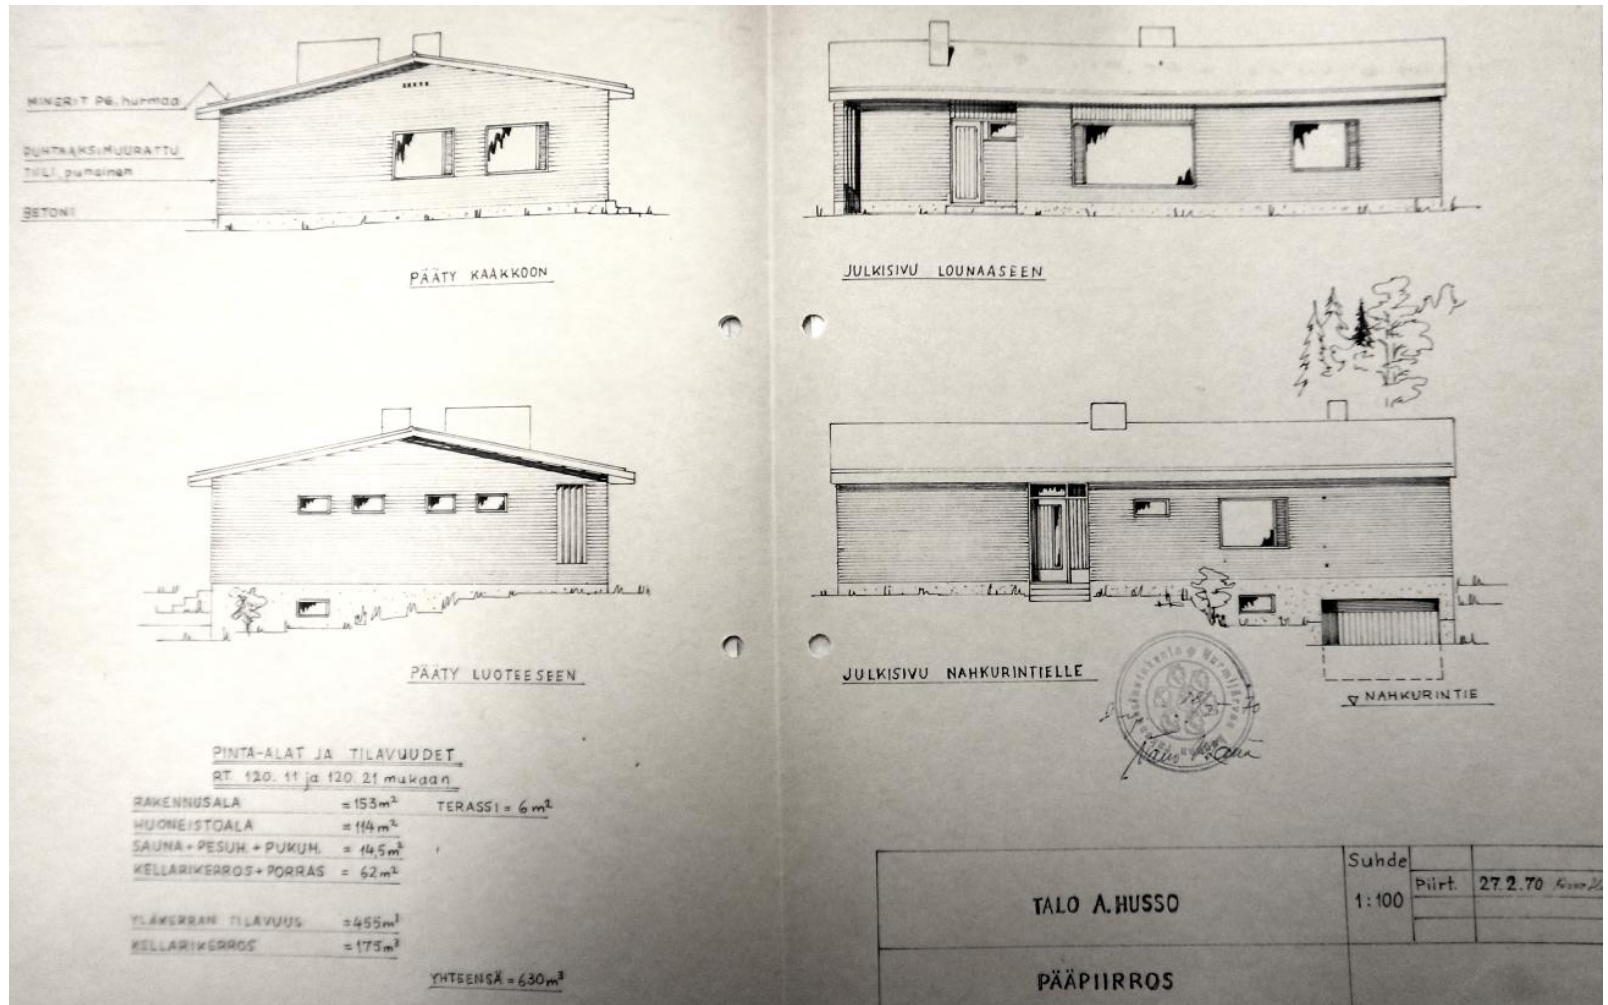 MINERIT P6, hurmaa
PUHTAAKSIMUURATTU
TIILI, punainen
BETONI
PÄÄTY KAAKKOON
JULKISIVU LOUNAASEEN
PÄÄTY LUOTEESEEN
JULKISIVU NAHKURINTIELLE
NAHKURINTIE
PINTA-ALAT JA TILAVUUDET
RT. 120. 11 ja 120. 21 mukaan
RAKENNUSALA = 153 m² TERASSI = 6 m²
HUONEISTOALA = 114 m²
SAUNA + PESUH. + PUKUH. = 14,5 m²
KELLARIKERROS + PORRAS = 62 m²
YLÄKERRAN TILAVUUS = 455 m³
KELLARIKERROS = 175 m³
YHTEENSÄ = 630 m³
TALO A. HUSSO
Suhde
1:100
Piirt. 27.2.70
PÄÄPIIRROS